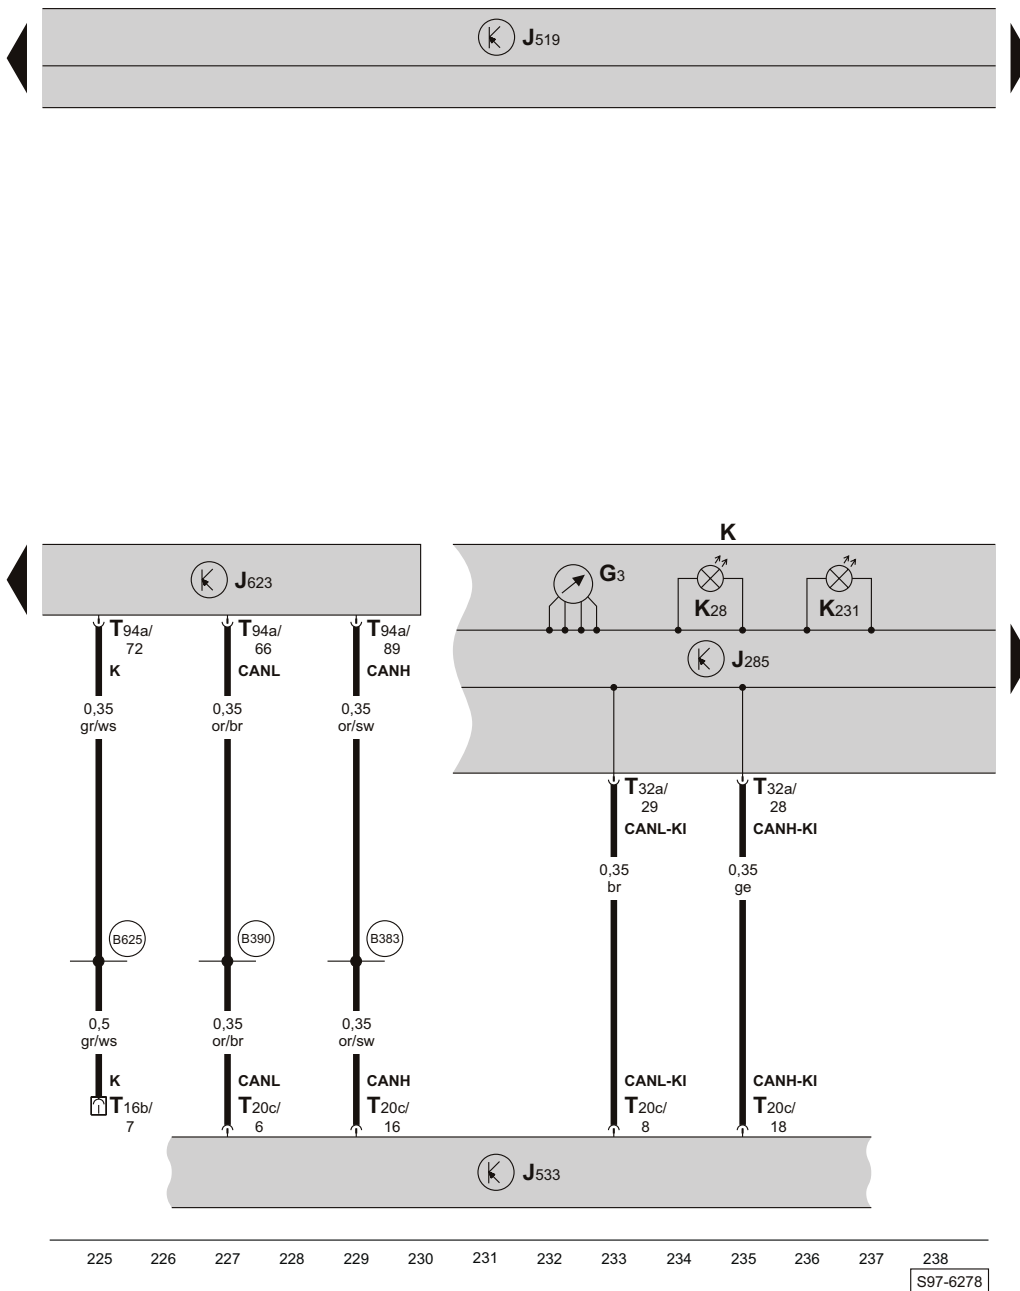 J519
K
J623
G3
K28
K231
T94a/
72
K
T94a/
66
CANL
T94a/
89
CANH
J285
0,35
gr/ws
0,35
or/br
0,35
or/sw
T32a/
29
CANL-KI
T32a/
28
CANH-KI
0,35
br
0,35
ge
B625
B390
B383
0,5
gr/ws
0,35
or/br
0,35
or/sw
K
T16b/
7
CANL
T20c/
6
CANH
T20c/
16
CANL-KI
T20c/
8
CANH-KI
T20c/
18
J533
225 226 227 228 229 230 231 232 233 234 235 236 237 238
S97-6278